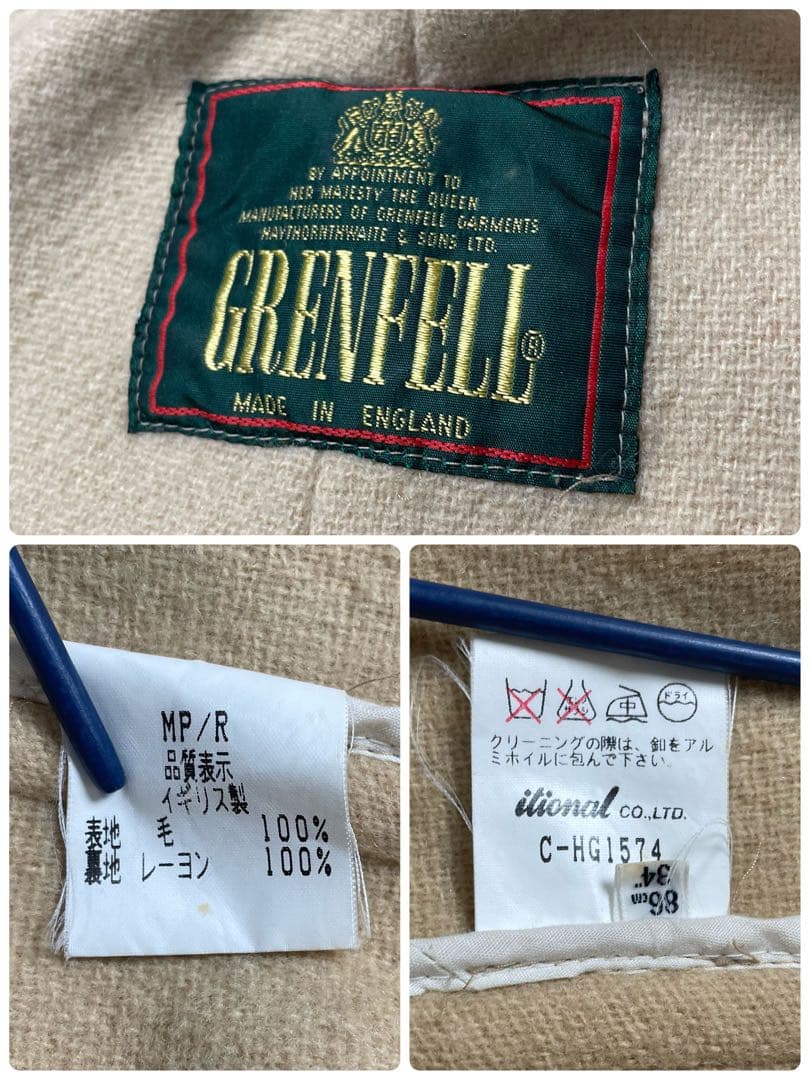 BY APPOINTMENT TO
HER MAJESTY THE QUEEN
MANUFACTURERS OF GRENFELL GARMENTS
HAYTHORNTHWAITE & SONS LTD.
GRENFELL®
MADE IN ENGLAND
MP/R
品質表示
イギリス製
表地 毛 100%
裏地 レーヨン 100%
中 ドライ
クリーニングの際は、釦をアル
ミホイルに包んで下さい。
itional CO.,LTD.
C-HG1574
86cm
34"